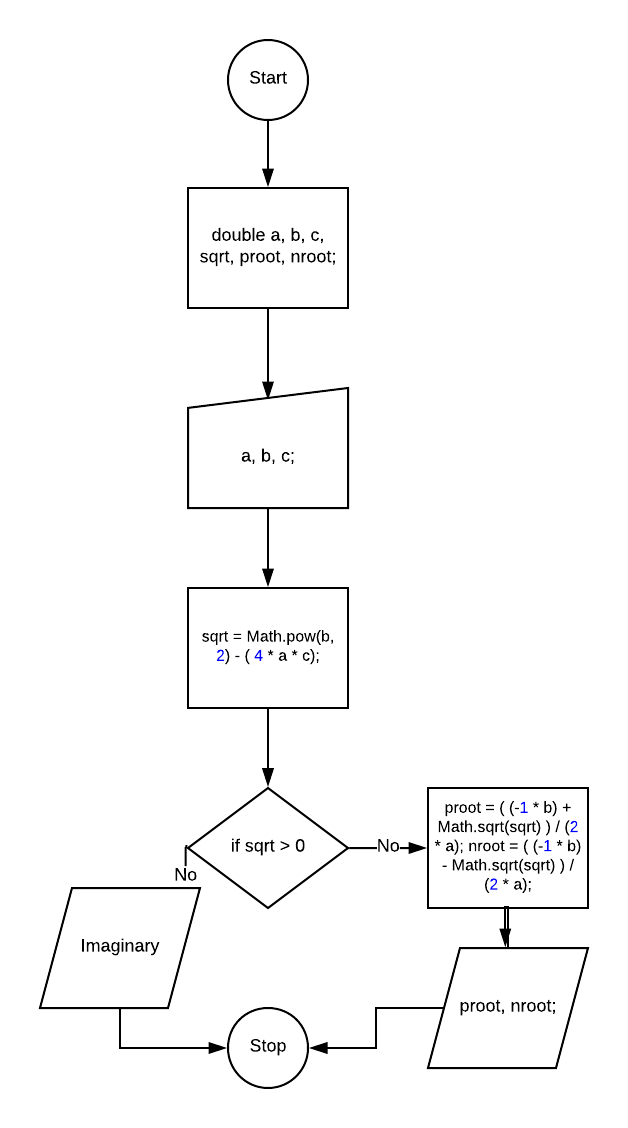 Start
double a, b, c,
sqrt, proot, nroot;
a, b, c;
sqrt = Math.pow(b,
2) - ( 4 * a * c);
if sqrt > 0
No
No
proot = ( (-1 * b) +
Math.sqrt(sqrt) ) / (2
* a); nroot = ( (-1 * b)
- Math.sqrt(sqrt) ) /
(2 * a);
Imaginary
proot, nroot;
Stop